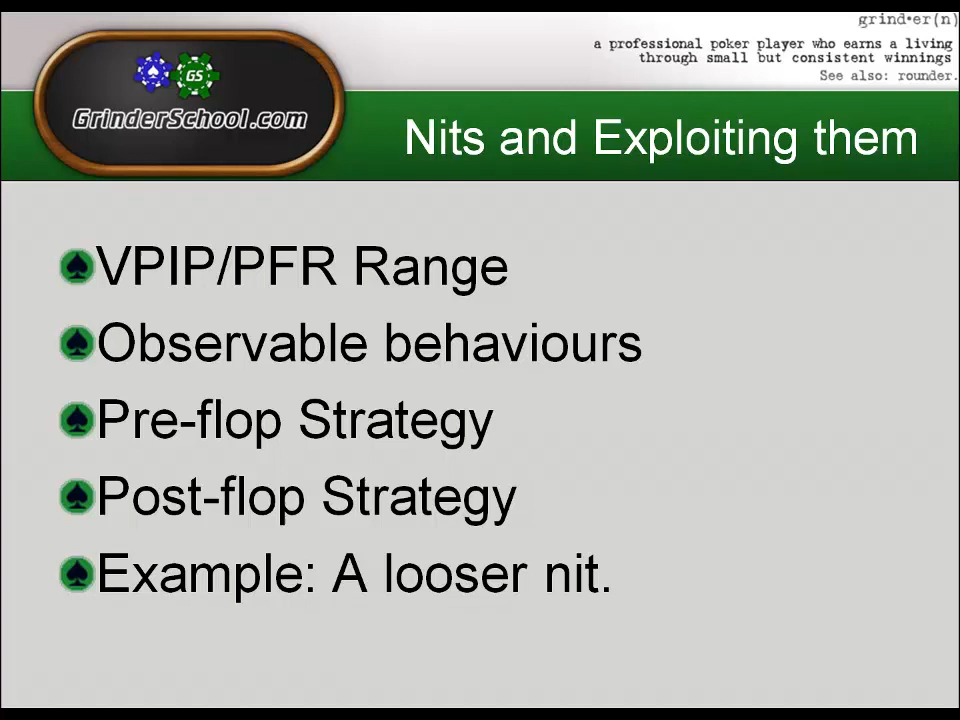 grind•er(n)
a professional poker player who earns a living
through small but consistent winnings
See also: rounder.
GS
GrinderSchool.com
Nits and Exploiting them
VPIP/PFR Range
Observable behaviours
Pre-flop Strategy
Post-flop Strategy
Example: A looser nit.